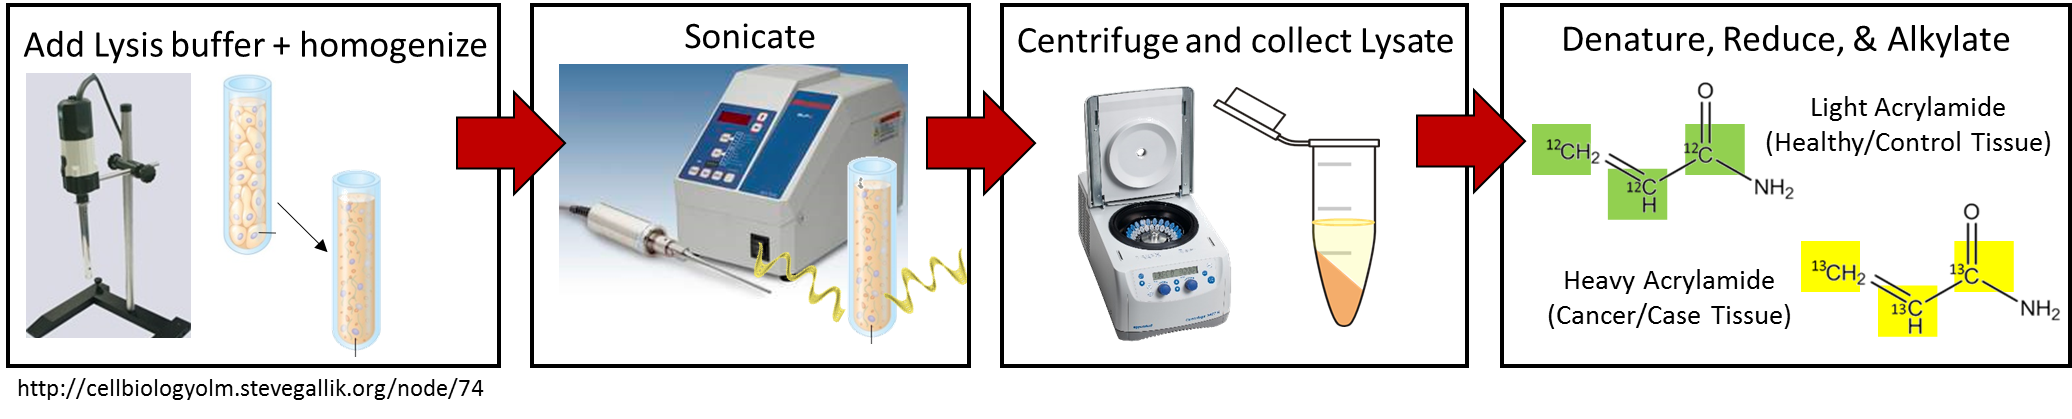 Add Lysis buffer + homogenize
Sonicate
Centrifuge and collect Lysate
Denature, Reduce, & Alkylate
Light Acrylamide
(Healthy/Control Tissue)
O
¹²CH₂
¹²C
¹²C
H
NH₂
Heavy Acrylamide
(Cancer/Case Tissue)
O
¹³CH₂
¹³C
¹³C
H
NH₂
http://cellbiologyolm.stevegallik.org/node/74